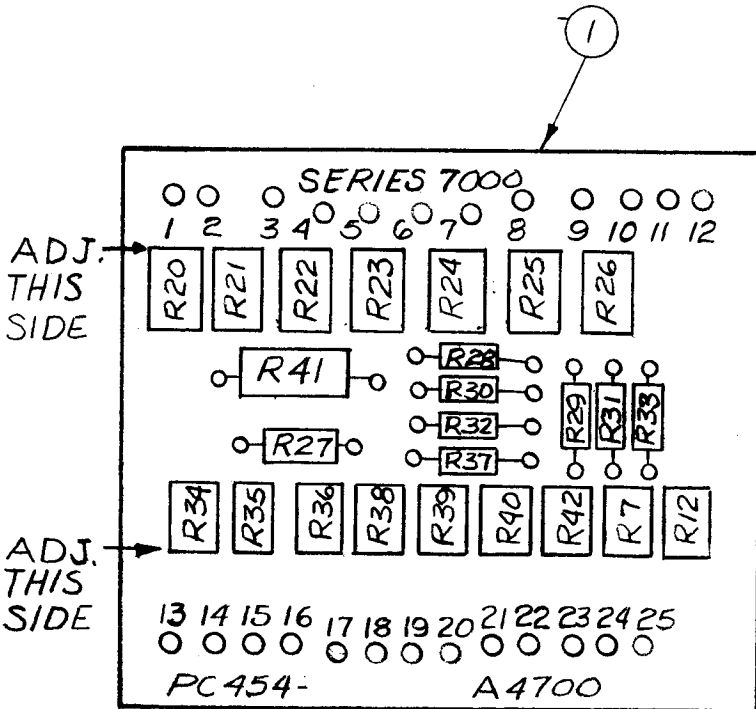 1
SERIES 7000
1 2 3 4 5 6 7 8 9 10 11 12
ADJ.
THIS
SIDE
R20 R21 R22 R23 R24 R25 R26
R41
R28
R30
R32
R37
R29 R31 R33
R27
R34 R35 R36 R38 R39 R40 R42 R7 R12
ADJ.
THIS
SIDE
13 14 15 16 17 18 19 20 21 22 23 24 25
PC454- A4700